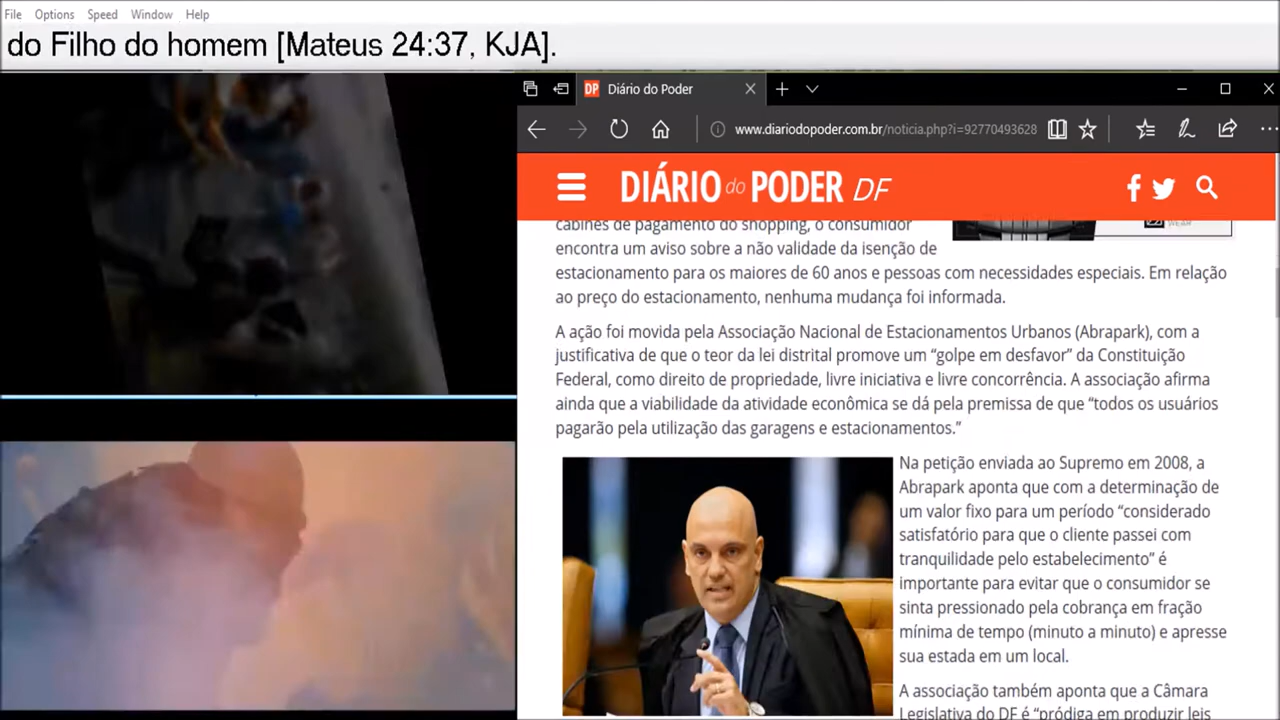 File Options Speed Window Help
do Filho do homem [Mateus 24:37, KJA].
DP Diário do Poder
www.diariodopoder.com.br/noticia.php?i=92770493628
DIÁRIO do PODER DF
cabines de pagamento do shopping, o consumidor
encontra um aviso sobre a não validade da isenção de
estacionamento para os maiores de 60 anos e pessoas com necessidades especiais. Em relação
ao preço do estacionamento, nenhuma mudança foi informada.
A ação foi movida pela Associação Nacional de Estacionamentos Urbanos (Abrapark), com a
justificativa de que o teor da lei distrital promove um “golpe em desfavor” da Constituição
Federal, como direito de propriedade, livre iniciativa e livre concorrência. A associação afirma
ainda que a viabilidade da atividade econômica se dá pela premissa de que “todos os usuários
pagarão pela utilização das garagens e estacionamentos.”
Na petição enviada ao Supremo em 2008, a
Abrapark aponta que com a determinação de
um valor fixo para um período “considerado
satisfatório para que o cliente passei com
tranquilidade pelo estabelecimento” é
importante para evitar que o consumidor se
sinta pressionado pela cobrança em fração
mínima de tempo (minuto a minuto) e apresse
sua estada em um local.
A associação também aponta que a Câmara
Legislativa do DF é “pródiga em produzir leis